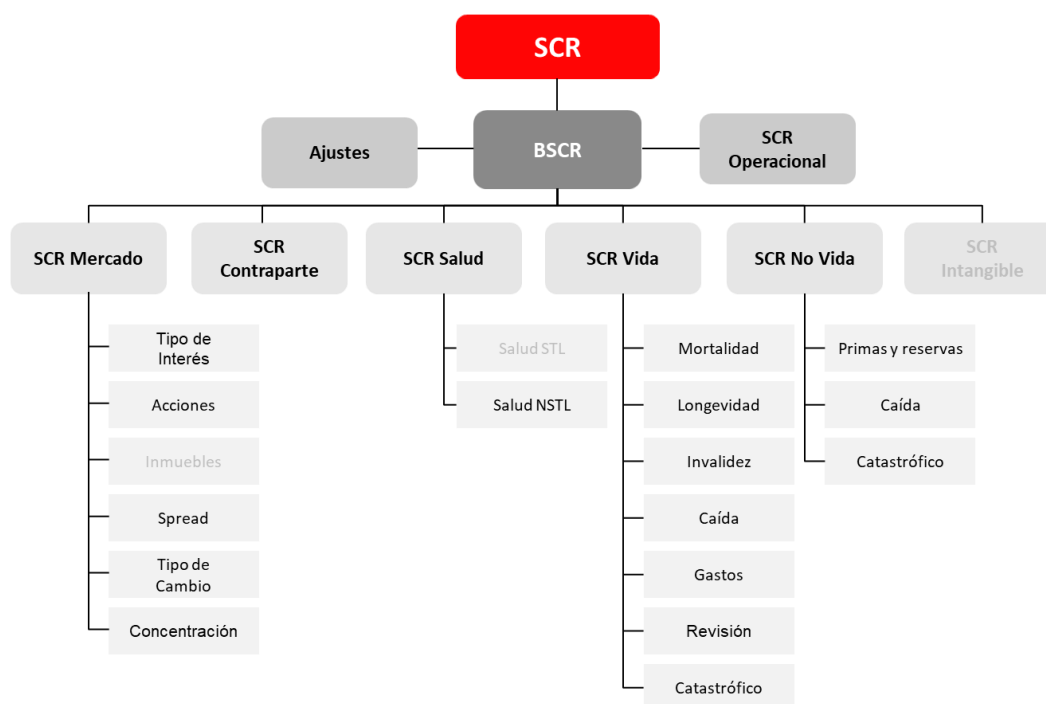 SCR
Ajustes
BSCR
SCR
Operacional
SCR Mercado
SCR
Contraparte
SCR Salud
SCR Vida
SCR No Vida
SCR
Intangible
Tipo de
Interés
Acciones
Inmuebles
Spread
Tipo de
Cambio
Concentración
Salud STL
Salud NSTL
Mortalidad
Longevidad
Invalidez
Caída
Gastos
Revisión
Catastrófico
Primas y reservas
Caída
Catastrófico